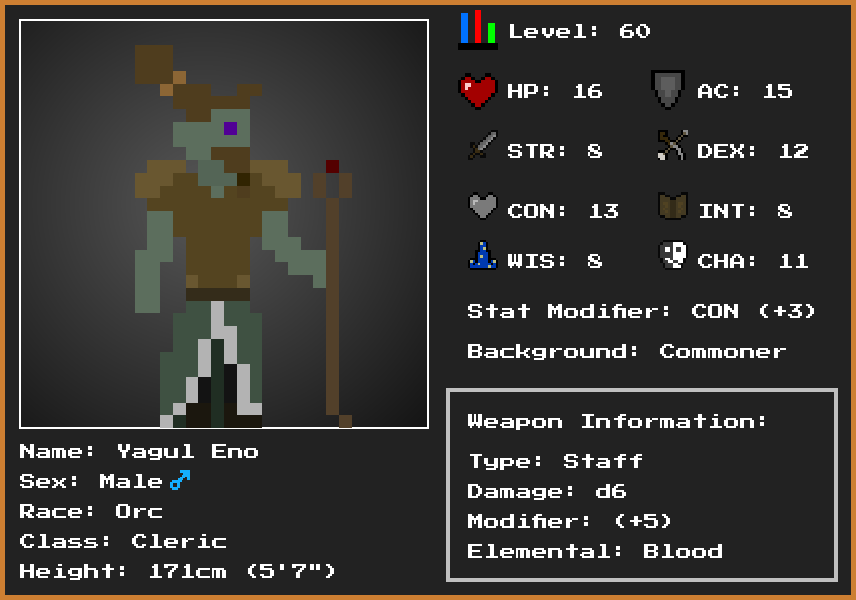 Level: 60
HP: 16 AC: 15
STR: 8 DEX: 12
CON: 13 INT: 8
WIS: 8 CHA: 11
Stat Modifier: CON (+3)
Background: Commoner
Weapon Information:
Type: Staff
Damage: d6
Modifier: (+5)
Elemental: Blood
Name: Yagul Eno
Sex: Male ♂
Race: Orc
Class: Cleric
Height: 171cm (5'7")